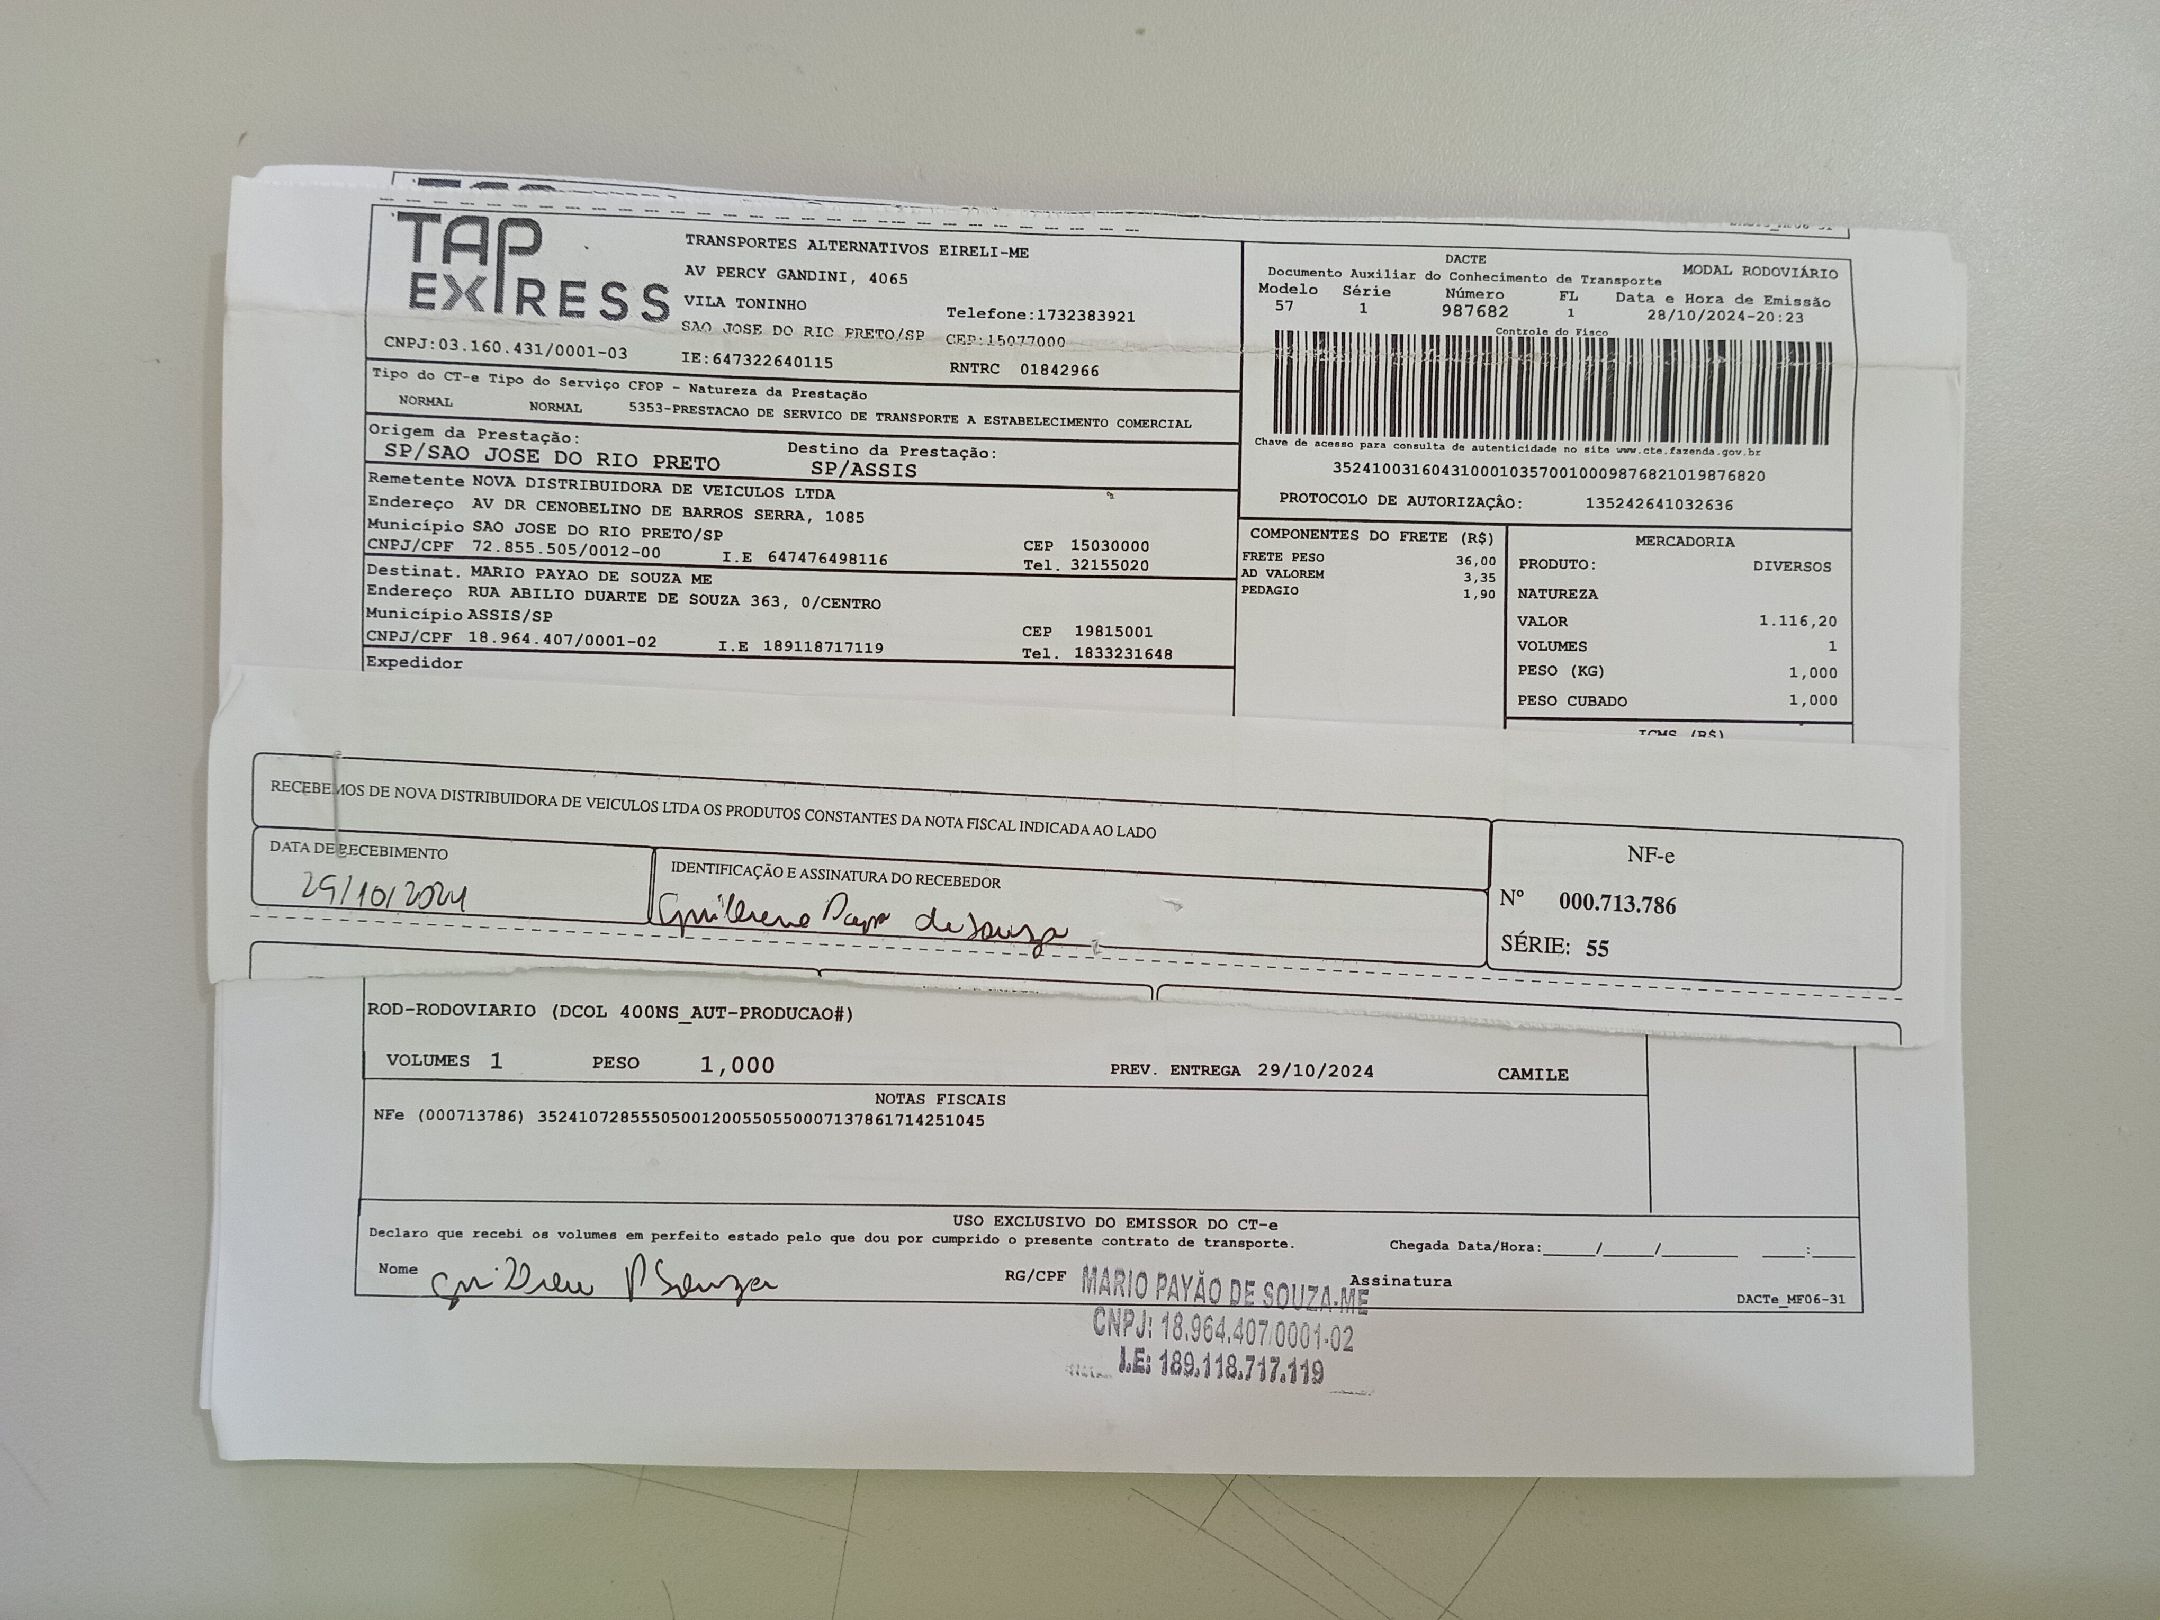 TAP EXPRESS
TRANSPORTES ALTERNATIVOS EIRELI-ME
AV PERCY GANDINI, 4065
VILA TONINHO
Telefone:1732383921
SAO JOSE DO RIO PRETO/SP CEP:15077000
CNPJ:03.160.431/0001-03 IE:647322640115 RNTRC 01842966
DACTE
Documento Auxiliar do Conhecimento de Transporte MODAL RODOVIÁRIO
Modelo Série Número FL Data e Hora de Emissão
57 1 987682 1 28/10/2024-20:23
Controle do Fisco
Chave de acesso para consulta de autenticidade no site www.cte.fazenda.gov.br
35241003160431000103570010009876821019876820
PROTOCOLO DE AUTORIZAÇÃO: 135242641032636
Tipo do CT-e Tipo do Serviço CFOP - Natureza da Prestação
NORMAL NORMAL 5353-PRESTACAO DE SERVICO DE TRANSPORTE A ESTABELECIMENTO COMERCIAL
Origem da Prestação: Destino da Prestação:
SP/SAO JOSE DO RIO PRETO SP/ASSIS
Remetente NOVA DISTRIBUIDORA DE VEICULOS LTDA
Endereço AV DR CENOBELINO DE BARROS SERRA, 1085
Município SAO JOSE DO RIO PRETO/SP CEP 15030000
CNPJ/CPF 72.855.505/0012-00 I.E 647476498116 Tel. 32155020
Destinat. MARIO PAYAO DE SOUZA ME
Endereço RUA ABILIO DUARTE DE SOUZA 363, 0/CENTRO
Município ASSIS/SP CEP 19815001
CNPJ/CPF 18.964.407/0001-02 I.E 189118717119 Tel. 1833231648
Expedidor
COMPONENTES DO FRETE (R$)
FRETE PESO 36,00
AD VALOREM 3,35
PEDAGIO 1,90
MERCADORIA
PRODUTO: DIVERSOS
NATUREZA
VALOR 1.116,20
VOLUMES 1
PESO (KG) 1,000
PESO CUBADO 1,000
ICMS (R$)
RECEBEMOS DE NOVA DISTRIBUIDORA DE VEICULOS LTDA OS PRODUTOS CONSTANTES DA NOTA FISCAL INDICADA AO LADO
DATA DE RECEBIMENTO IDENTIFICAÇÃO E ASSINATURA DO RECEBEDOR
29/10/2024 de Souza
NF-e
Nº 000.713.786
SÉRIE: 55
ROD-RODOVIARIO (DCOL 400NS_AUT-PRODUCAO#)
VOLUMES 1 PESO 1,000 PREV. ENTREGA 29/10/2024 CAMILE
NOTAS FISCAIS
NFe (000713786) 35241072855505001200550550007137861714251045
USO EXCLUSIVO DO EMISSOR DO CT-e
Declaro que recebi os volumes em perfeito estado pelo que dou por cumprido o presente contrato de transporte. Chegada Data/Hora:_____/_____/________ ____:____
Nome P Souza RG/CPF Assinatura
DACTe_MF06-31
MARIO PAYÃO DE SOUZA-ME
CNPJ: 18.964.407/0001-02
I.E: 189.118.717.119